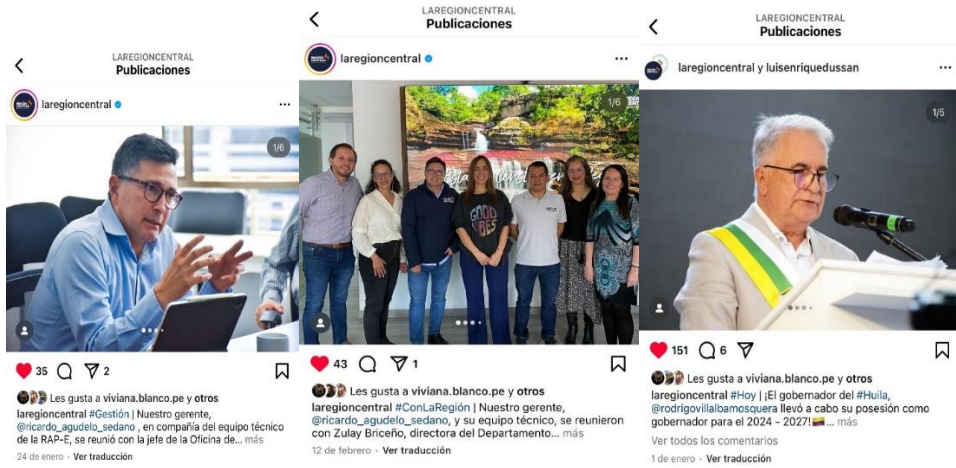 LAREGIONCENTRAL
Publicaciones
laregioncentral
1/6
35
2
Les gusta a viviana.blanco.pe y otros
laregioncentral #Gestión | Nuestro gerente,
@ricardo_agudelo_sedano , en compañía del equipo técnico
de la RAP-E, se reunió con la jefe de la Oficina de... más
24 de enero · Ver traducción
LAREGIONCENTRAL
Publicaciones
laregioncentral
1/6
GOOD
VIBES
43
1
Les gusta a viviana.blanco.pe y otros
laregioncentral #ConLaRegión | Nuestro gerente,
@ricardo_agudelo_sedano, y su equipo técnico, se reunieron
con Zulay Briceño, directora del Departamento... más
12 de febrero · Ver traducción
LAREGIONCENTRAL
Publicaciones
laregioncentral y luisenriquedussan
1/5
151
6
Les gusta a viviana.blanco.pe y otros
laregioncentral #Hoy | ¡El gobernador del #Huila,
@rodrigovillalbamosquera llevó a cabo su posesión como
gobernador para el 2024 - 2027!... más
Ver todos los comentarios
1 de enero · Ver traducción